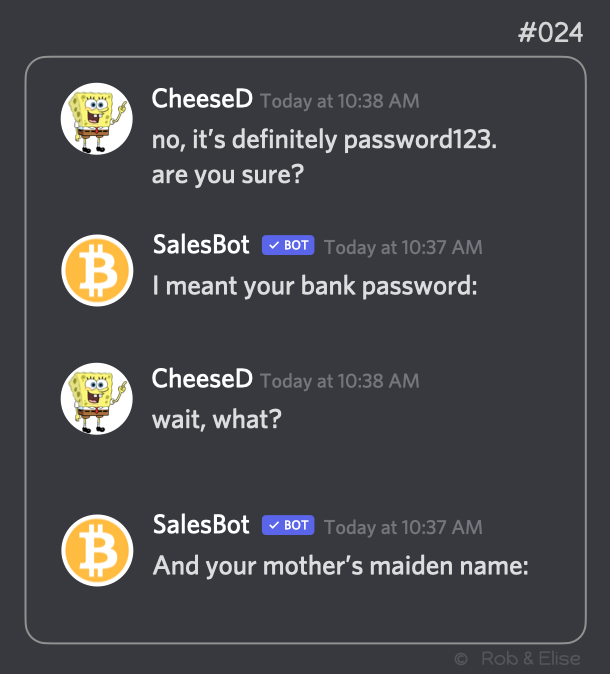 #024
CheeseD Today at 10:38 AM
no, it’s definitely password123.
are you sure?
SalesBot ✓ BOT Today at 10:37 AM
I meant your bank password:
CheeseD Today at 10:38 AM
wait, what?
SalesBot ✓ BOT Today at 10:37 AM
And your mother’s maiden name:
© Rob & Elise